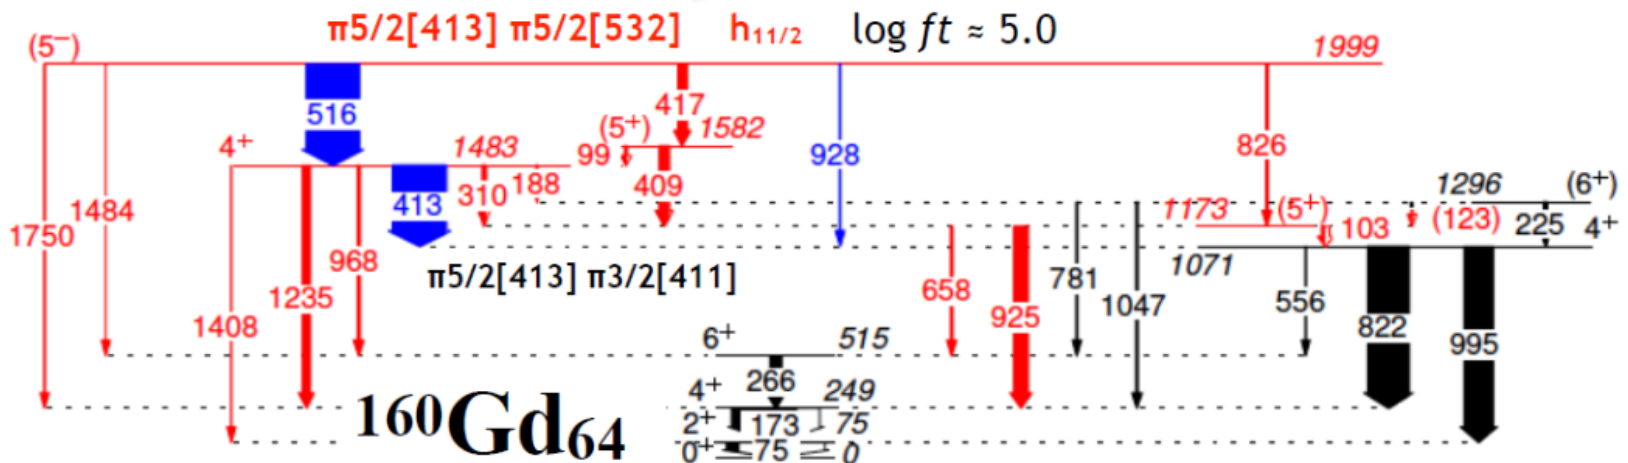 π5/2[413] π5/2[532] h11/2 log ft ≈ 5.0
(5⁻) 1999
516 417
4⁺ 1483 (5⁺) 1582 99 928 826
413 310 188 409 1296 (6⁺)
1484 1173 (5⁺) 103 (123) 225 4⁺
1750 968 1071
π5/2[413] π3/2[411]
1235 658 781 556
1408 925 1047 822 995
6⁺ 515
266
4⁺ 249
¹⁶⁰Gd₆₄
2⁺ 173 75
0⁺ 75 0